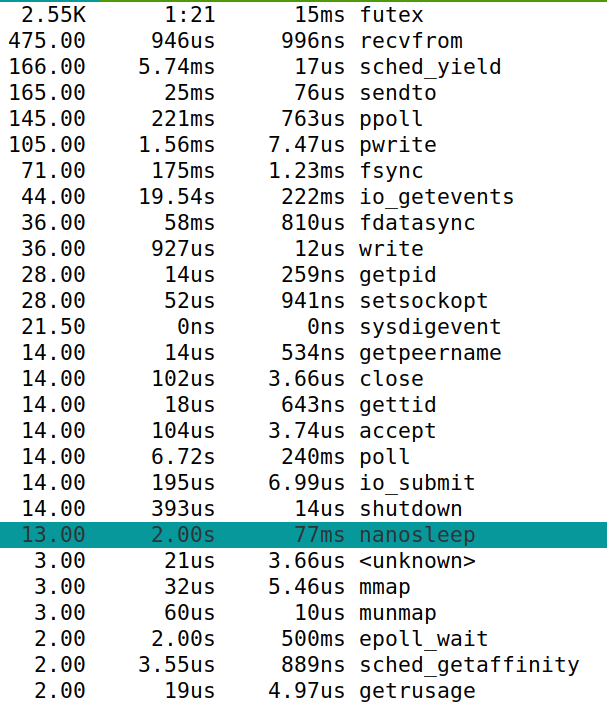 2.55K 1:21 15ms futex
475.00 946us 996ns recvfrom
166.00 5.74ms 17us sched_yield
165.00 25ms 76us sendto
145.00 221ms 763us ppoll
105.00 1.56ms 7.47us pwrite
71.00 175ms 1.23ms fsync
44.00 19.54s 222ms io_getevents
36.00 58ms 810us fdatasync
36.00 927us 12us write
28.00 14us 259ns getpid
28.00 52us 941ns setsockopt
21.50 0ns 0ns sysdigevent
14.00 14us 534ns getpeername
14.00 102us 3.66us close
14.00 18us 643ns gettid
14.00 104us 3.74us accept
14.00 6.72s 240ms poll
14.00 195us 6.99us io_submit
14.00 393us 14us shutdown
13.00 2.00s 77ms nanosleep
3.00 21us 3.66us <unknown>
3.00 32us 5.46us mmap
3.00 60us 10us munmap
2.00 2.00s 500ms epoll_wait
2.00 3.55us 889ns sched_getaffinity
2.00 19us 4.97us getrusage